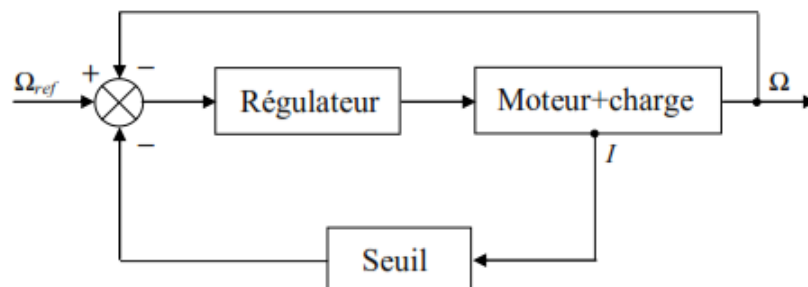 Ω_ref
+
−
Régulateur
Moteur+charge
Ω
−
I
Seuil